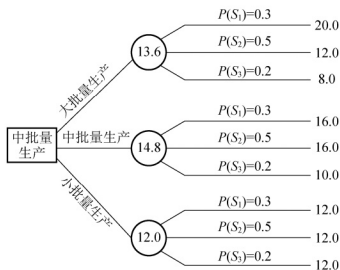 P(S₁)=0.3
20.0
13.6
P(S₂)=0.5
12.0
P(S₃)=0.2
8.0
大批量生产
P(S₁)=0.3
16.0
中批量
生产
中批量生产
14.8
P(S₂)=0.5
16.0
P(S₃)=0.2
10.0
小批量生产
P(S₁)=0.3
12.0
12.0
P(S₂)=0.5
12.0
P(S₃)=0.2
12.0